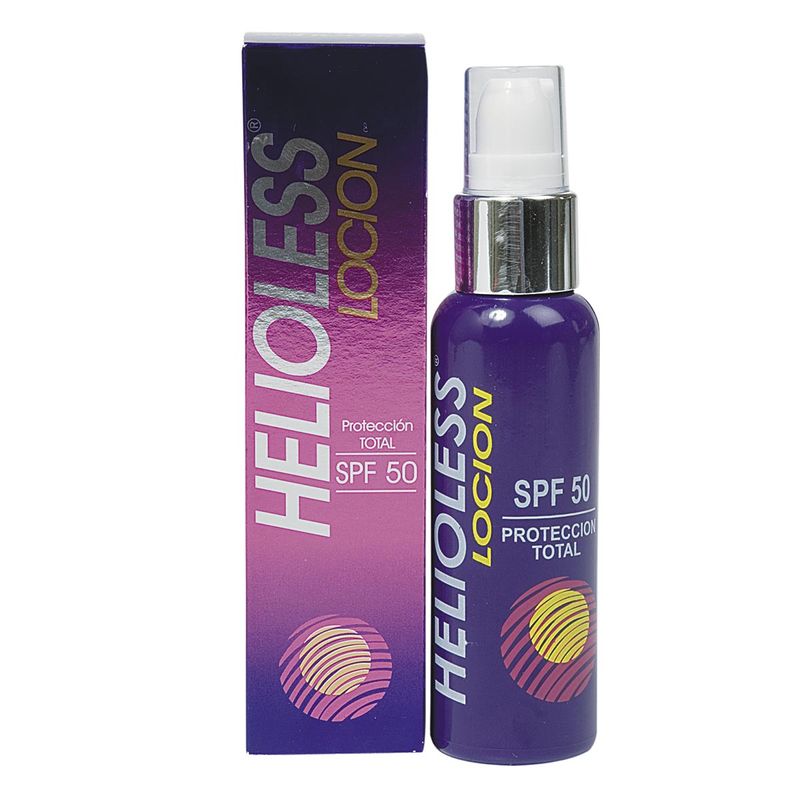 HELIOLESS®
LOCION
Protección
TOTAL
SPF 50
HELIOLESS®
LOCION
SPF 50
PROTECCION
TOTAL